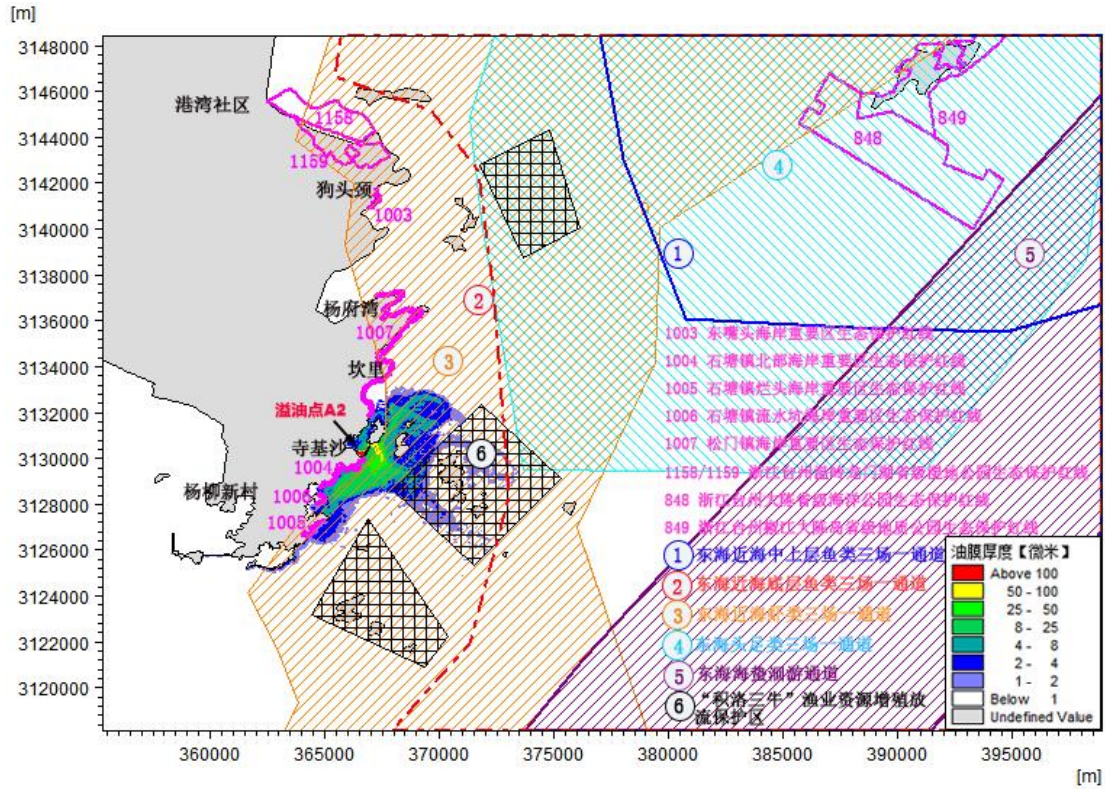 [m]
3148000
3146000
3144000
3142000
3140000
3138000
3136000
3134000
3132000
3130000
3128000
3126000
3124000
3122000
3120000
港湾社区
1158
1159
狗头颈
1003
杨府湾
1007
坎里
溢油点A2
寺基沙
1004
杨柳新村
1006
1005
848
849
①
②
③
④
⑤
⑥
1003 东嘴头海岸重要区生态保护红线
1004 石塘镇北部海岸重要区生态保护红线
1005 石塘镇烂头海岸重要区生态保护红线
1006 石塘镇流水坑海岸重要区生态保护红线
1007 松门镇海岸重要区生态保护红线
1158/1159 浙江台州温岭龙门湖省级湿地公园生态保护红线
848 浙江台州大陈省级海洋公园生态保护红线
849 浙江台州椒江大陈岛省级地质公园生态保护红线
① 东海近海中上层鱼类三场一通道
② 东海近海底层鱼类三场一通道
③ 东海近海虾类三场一通道
④ 东海头足类三场一通道
⑤ 东海海蛰洄游通道
⑥ “积洛三牛”渔业资源增殖放
流保护区
油膜厚度【微米】
Above 100
50 - 100
25 - 50
8 - 25
4 - 8
2 - 4
1 - 2
Below 1
Undefined Value
360000 365000 370000 375000 380000 385000 390000 395000
[m]